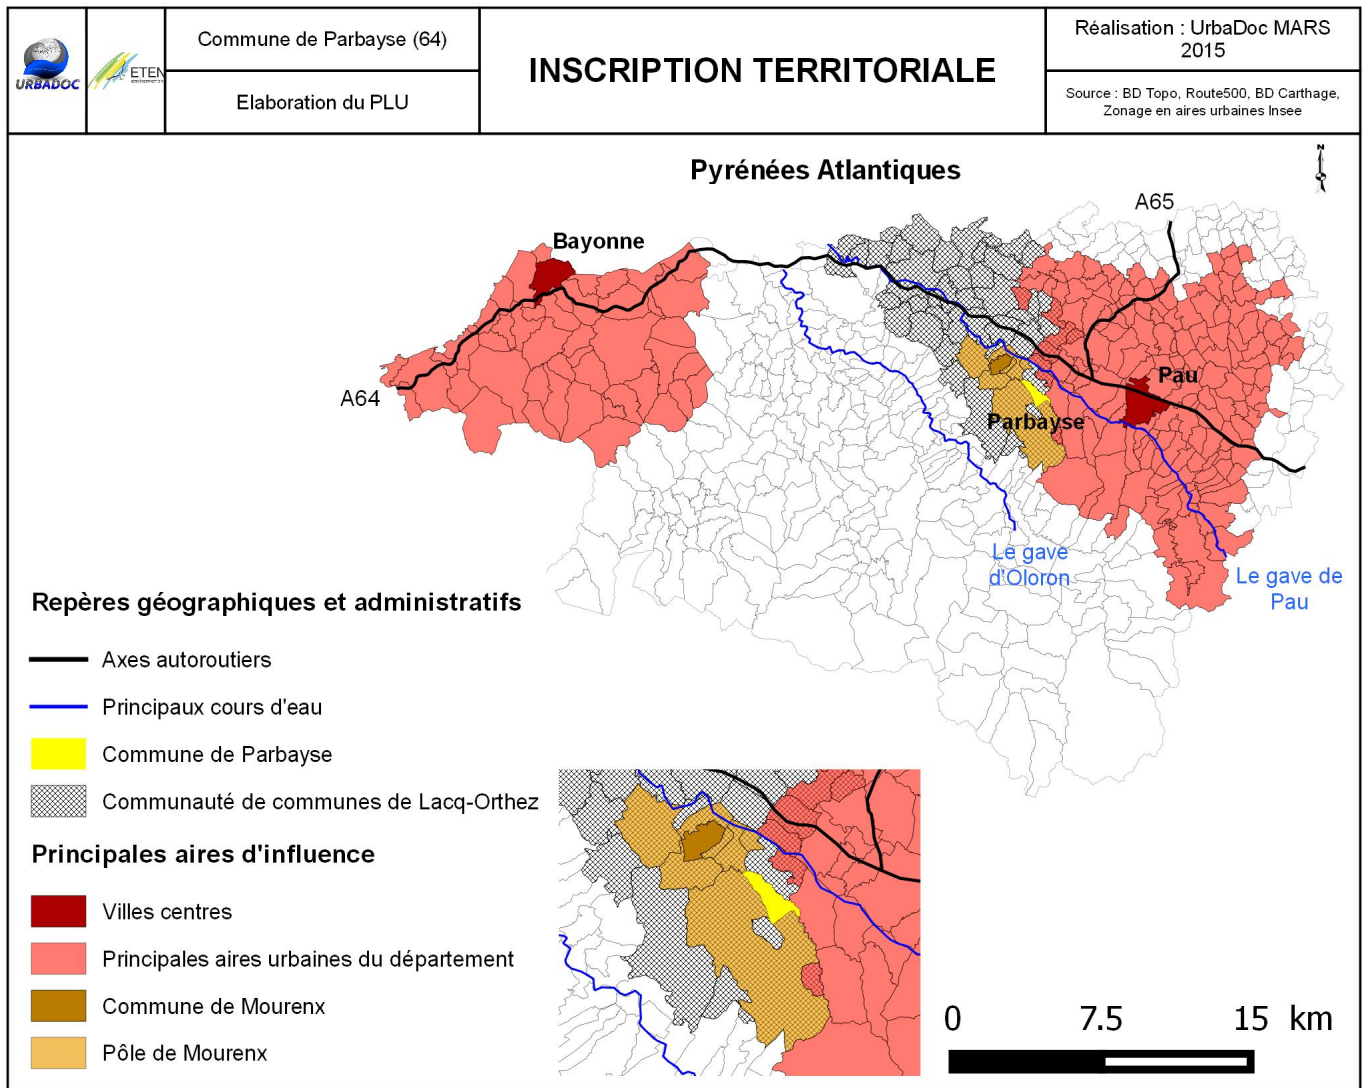 URBADOC
ETEN
Commune de Parbayse (64)
Elaboration du PLU
INSCRIPTION TERRITORIALE
Réalisation : UrbaDoc MARS
2015
Source : BD Topo, Route500, BD Carthage,
Zonage en aires urbaines Insee
Pyrénées Atlantiques
N
A65
Bayonne
A64
Pau
Parbayse
Le gave
d'Oloron
Le gave de
Pau
Repères géographiques et administratifs
Axes autoroutiers
Principaux cours d'eau
Commune de Parbayse
Communauté de communes de Lacq-Orthez
Principales aires d'influence
Villes centres
Principales aires urbaines du département
Commune de Mourenx
Pôle de Mourenx
0 7.5 15 km